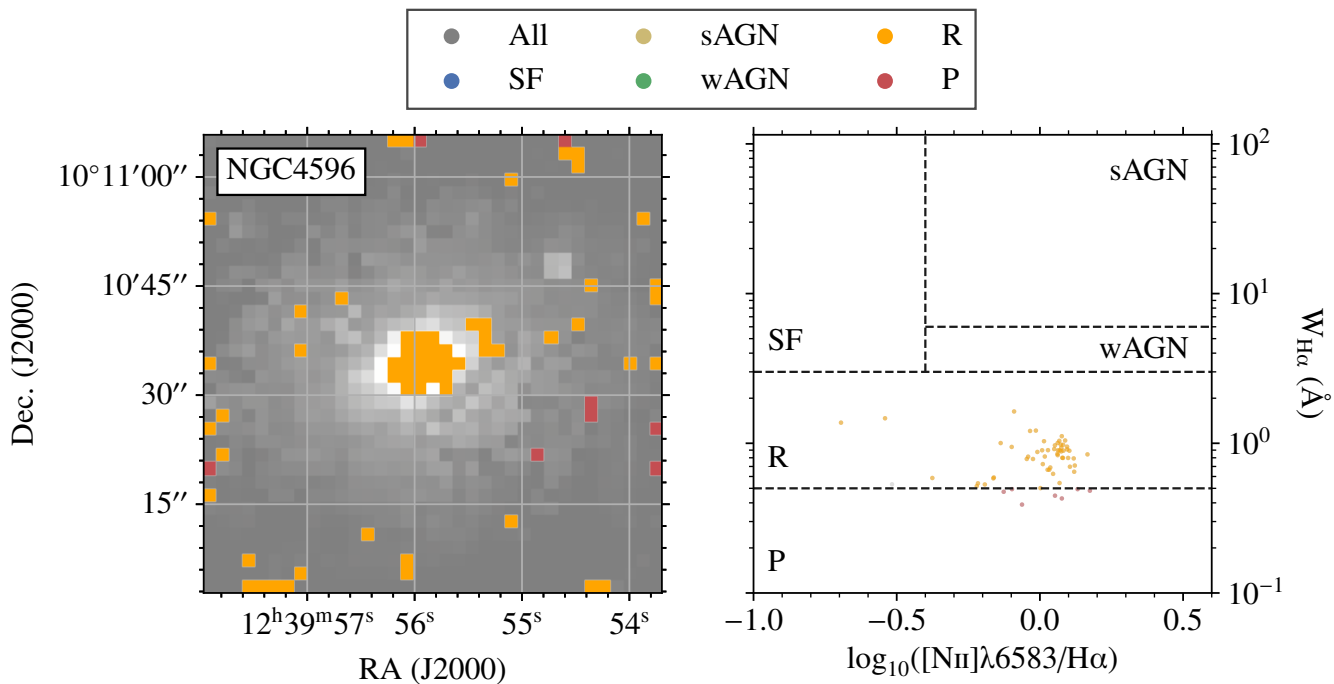 All sAGN R
SF wAGN P
NGC4596
10°11′00′′
10′45′′
30′′
15′′
Dec. (J2000)
12ʰ39ᵐ57ˢ 56ˢ 55ˢ 54ˢ
RA (J2000)
sAGN
SF
wAGN
R
P
10²
10¹
10⁰
10⁻¹
W_Hα (Å)
−1.0 −0.5 0.0 0.5
log₁₀([NII]λ6583/Hα)